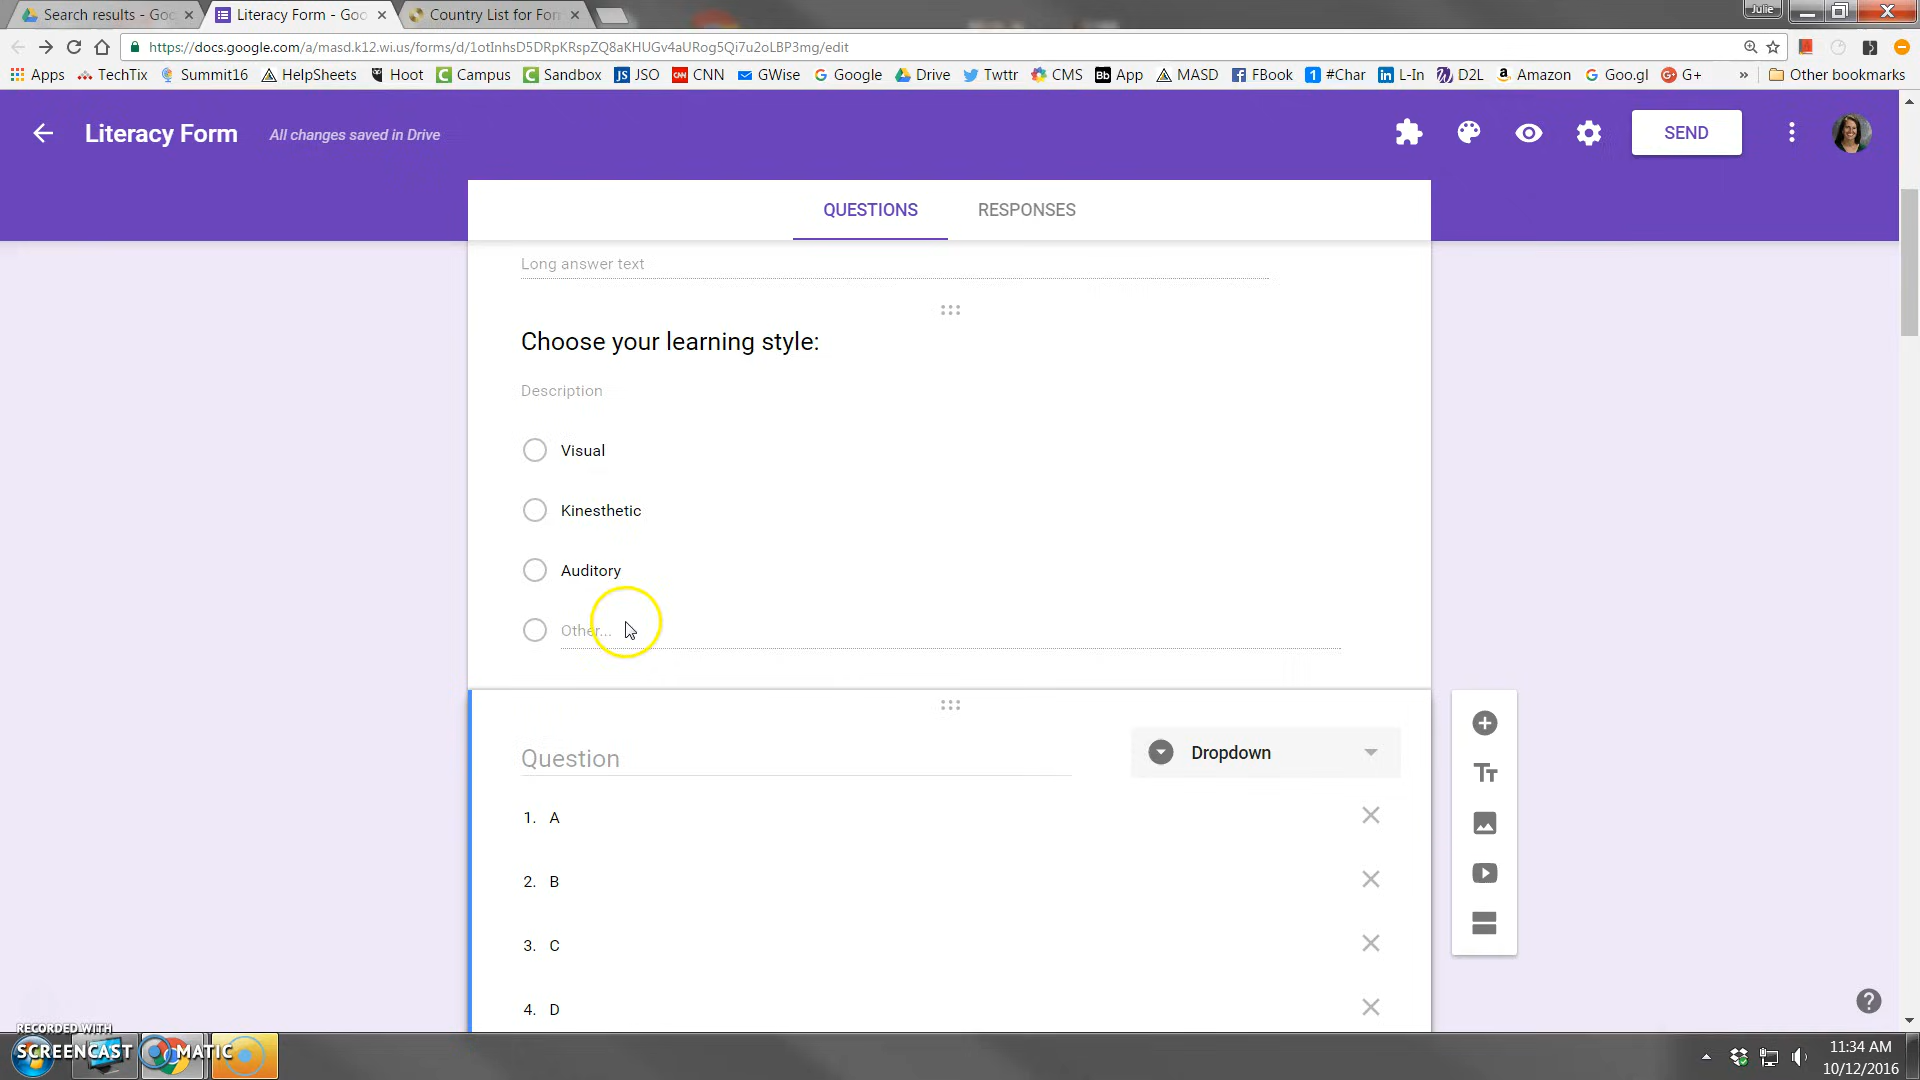 Search results - Goo
Literacy Form - Goo
Country List for For
Julie
https://docs.google.com/a/masd.k12.wi.us/forms/d/1otInhsD5DRpKRspZQ8aKHUGv4aURog5Qi7u2oLBP3mg/edit
Apps TechTix Summit16 HelpSheets Hoot Campus Sandbox JSO CNN GWise Google Drive Twttr CMS App MASD FBook #Char L-In D2L Amazon Goo.gl G+ » Other bookmarks
Literacy Form All changes saved in Drive SEND
QUESTIONS RESPONSES
Long answer text
Choose your learning style:
Description
Visual
Kinesthetic
Auditory
Other...
Question Dropdown
1. A
2. B
3. C
4. D
RECORDED WITH
SCREENCAST MATIC
11:34 AM
10/12/2016